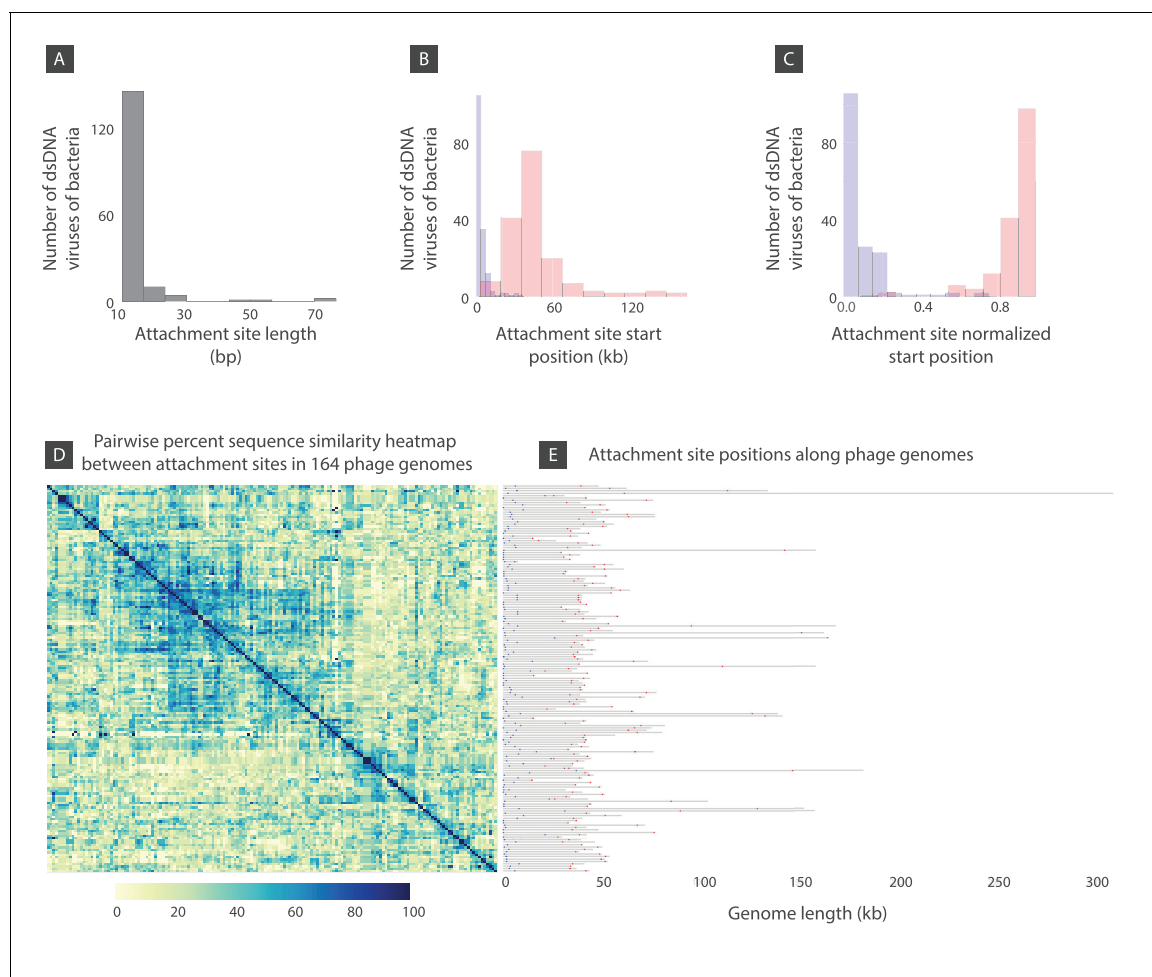 A
Number of dsDNA
viruses of bacteria
120
60
0
10 30 50 70
Attachment site length
(bp)
B
Number of dsDNA
viruses of bacteria
80
40
0
0 60 120
Attachment site start
position (kb)
C
Number of dsDNA
viruses of bacteria
80
40
0
0.0 0.4 0.8
Attachment site normalized
start position
D
Pairwise percent sequence similarity heatmap
between attachment sites in 164 phage genomes
0 20 40 60 80 100
E
Attachment site positions along phage genomes
0 50 100 150 200 250 300
Genome length (kb)